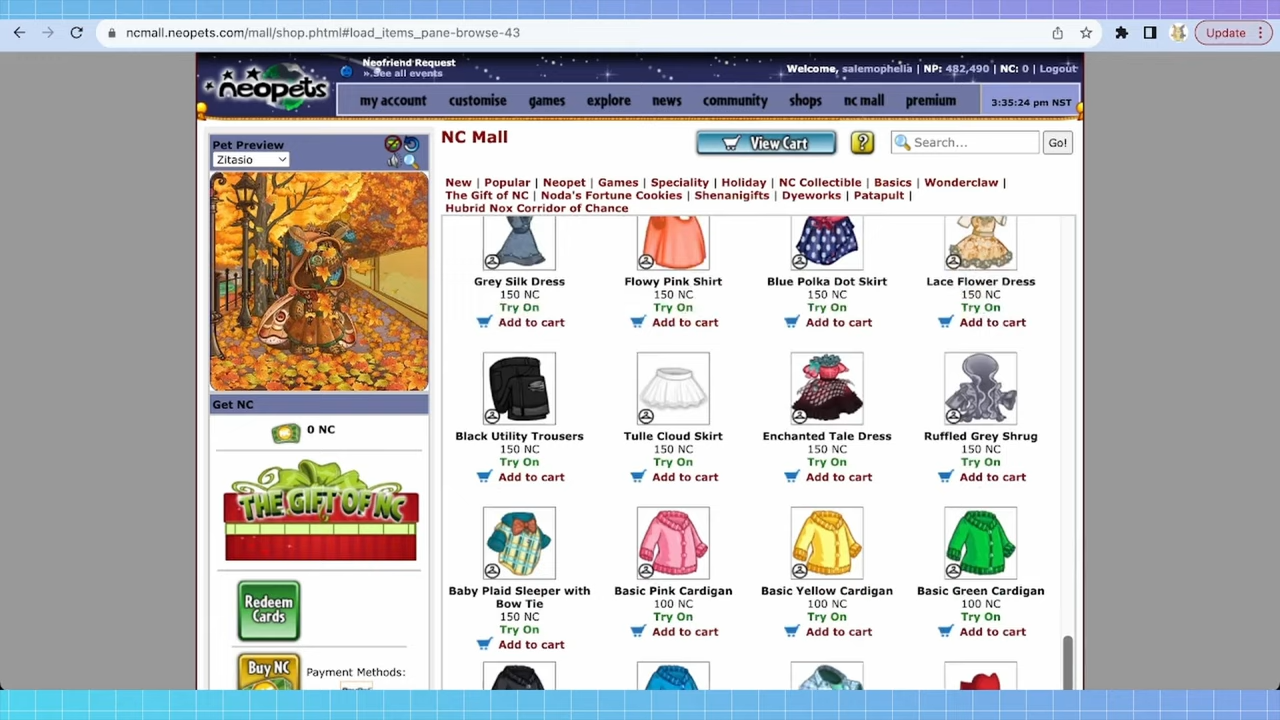 ncmall.neopets.com/mall/shop.phtml#load_items_pane-browse-43
Update
Neofriend Request
» See all events
neopets
Welcome, salemophelia | NP: 482,490 | NC: 0 | Logout
my account customise games explore news community shops nc mall premium
3:35:24 pm NST
Pet Preview
Zitasio
NC Mall
View Cart
?
Search...
Go!
New | Popular | Neopet | Games | Speciality | Holiday | NC Collectible | Basics | Wonderclaw |
The Gift of NC | Noda's Fortune Cookies | Shenanigifts | Dyeworks | Patapult |
Hubrid Nox Corridor of Chance
Grey Silk Dress
150 NC
Try On
Add to cart
Flowy Pink Shirt
150 NC
Try On
Add to cart
Blue Polka Dot Skirt
150 NC
Try On
Add to cart
Lace Flower Dress
150 NC
Try On
Add to cart
Black Utility Trousers
150 NC
Try On
Add to cart
Tulle Cloud Skirt
150 NC
Try On
Add to cart
Enchanted Tale Dress
150 NC
Try On
Add to cart
Ruffled Grey Shrug
150 NC
Try On
Add to cart
Baby Plaid Sleeper with
Bow Tie
150 NC
Try On
Add to cart
Basic Pink Cardigan
100 NC
Try On
Add to cart
Basic Yellow Cardigan
100 NC
Try On
Add to cart
Basic Green Cardigan
100 NC
Try On
Add to cart
Get NC
0 NC
THE GIFT OF NC
Redeem
Cards
Buy NC
Payment Methods: